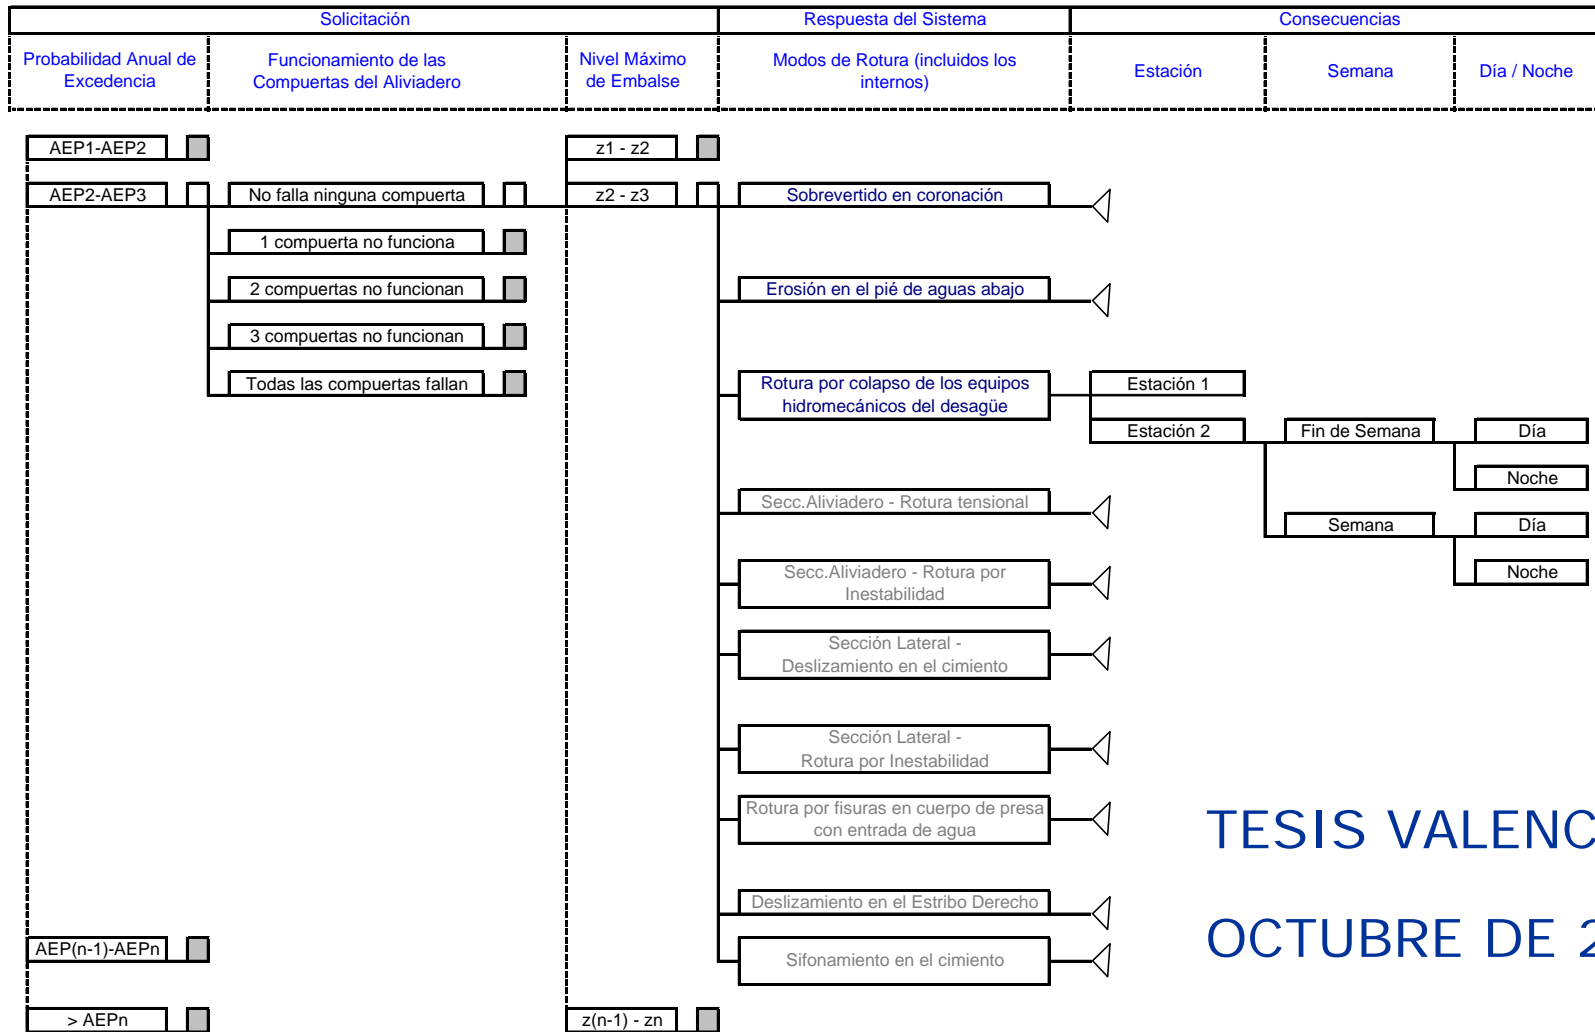 Solicitación
Respuesta del Sistema
Consecuencias
Probabilidad Anual de
Excedencia
Funcionamiento de las
Compuertas del Aliviadero
Nivel Máximo
de Embalse
Modos de Rotura (incluidos los
internos)
Estación
Semana
Día / Noche
AEP1-AEP2
z1 - z2
AEP2-AEP3
No falla ninguna compuerta
z2 - z3
Sobrevertido en coronación
1 compuerta no funciona
2 compuertas no funcionan
Erosión en el pié de aguas abajo
3 compuertas no funcionan
Todas las compuertas fallan
Rotura por colapso de los equipos
hidromecánicos del desagüe
Estación 1
Estación 2
Fin de Semana
Día
Noche
Secc.Aliviadero - Rotura tensional
Semana
Día
Secc.Aliviadero - Rotura por
Inestabilidad
Noche
Sección Lateral -
Deslizamiento en el cimiento
Sección Lateral -
Rotura por Inestabilidad
Rotura por fisuras en cuerpo de presa
con entrada de agua
TESIS VALENC
Deslizamiento en el Estribo Derecho
OCTUBRE DE 2
AEP(n-1)-AEPn
Sifonamiento en el cimiento
> AEPn
z(n-1) - zn